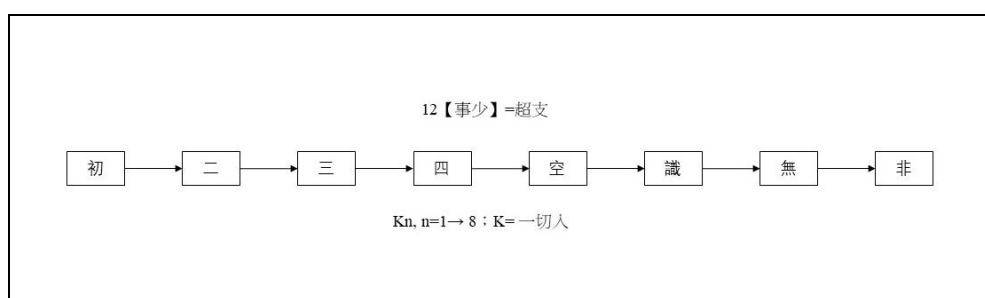 12【事少】=超支
初 二 三 四 空 識 無 非
Kn, n=1→ 8；K= 一切入